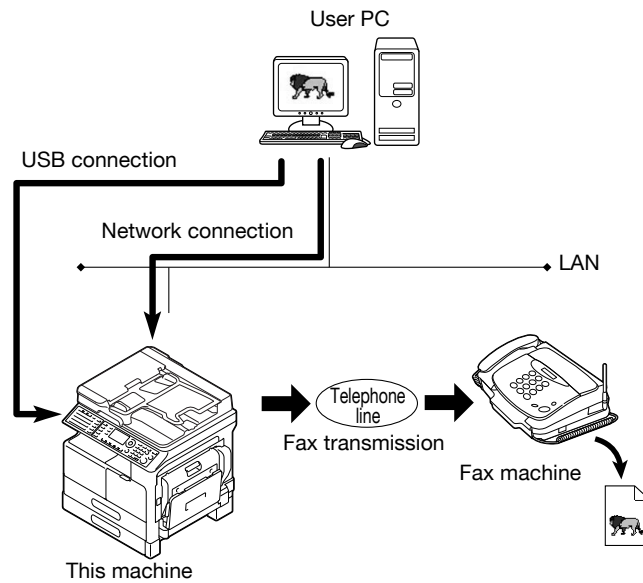 User PC
USB connection
Network connection
LAN
Telephone
line
Fax transmission
Fax machine
This machine